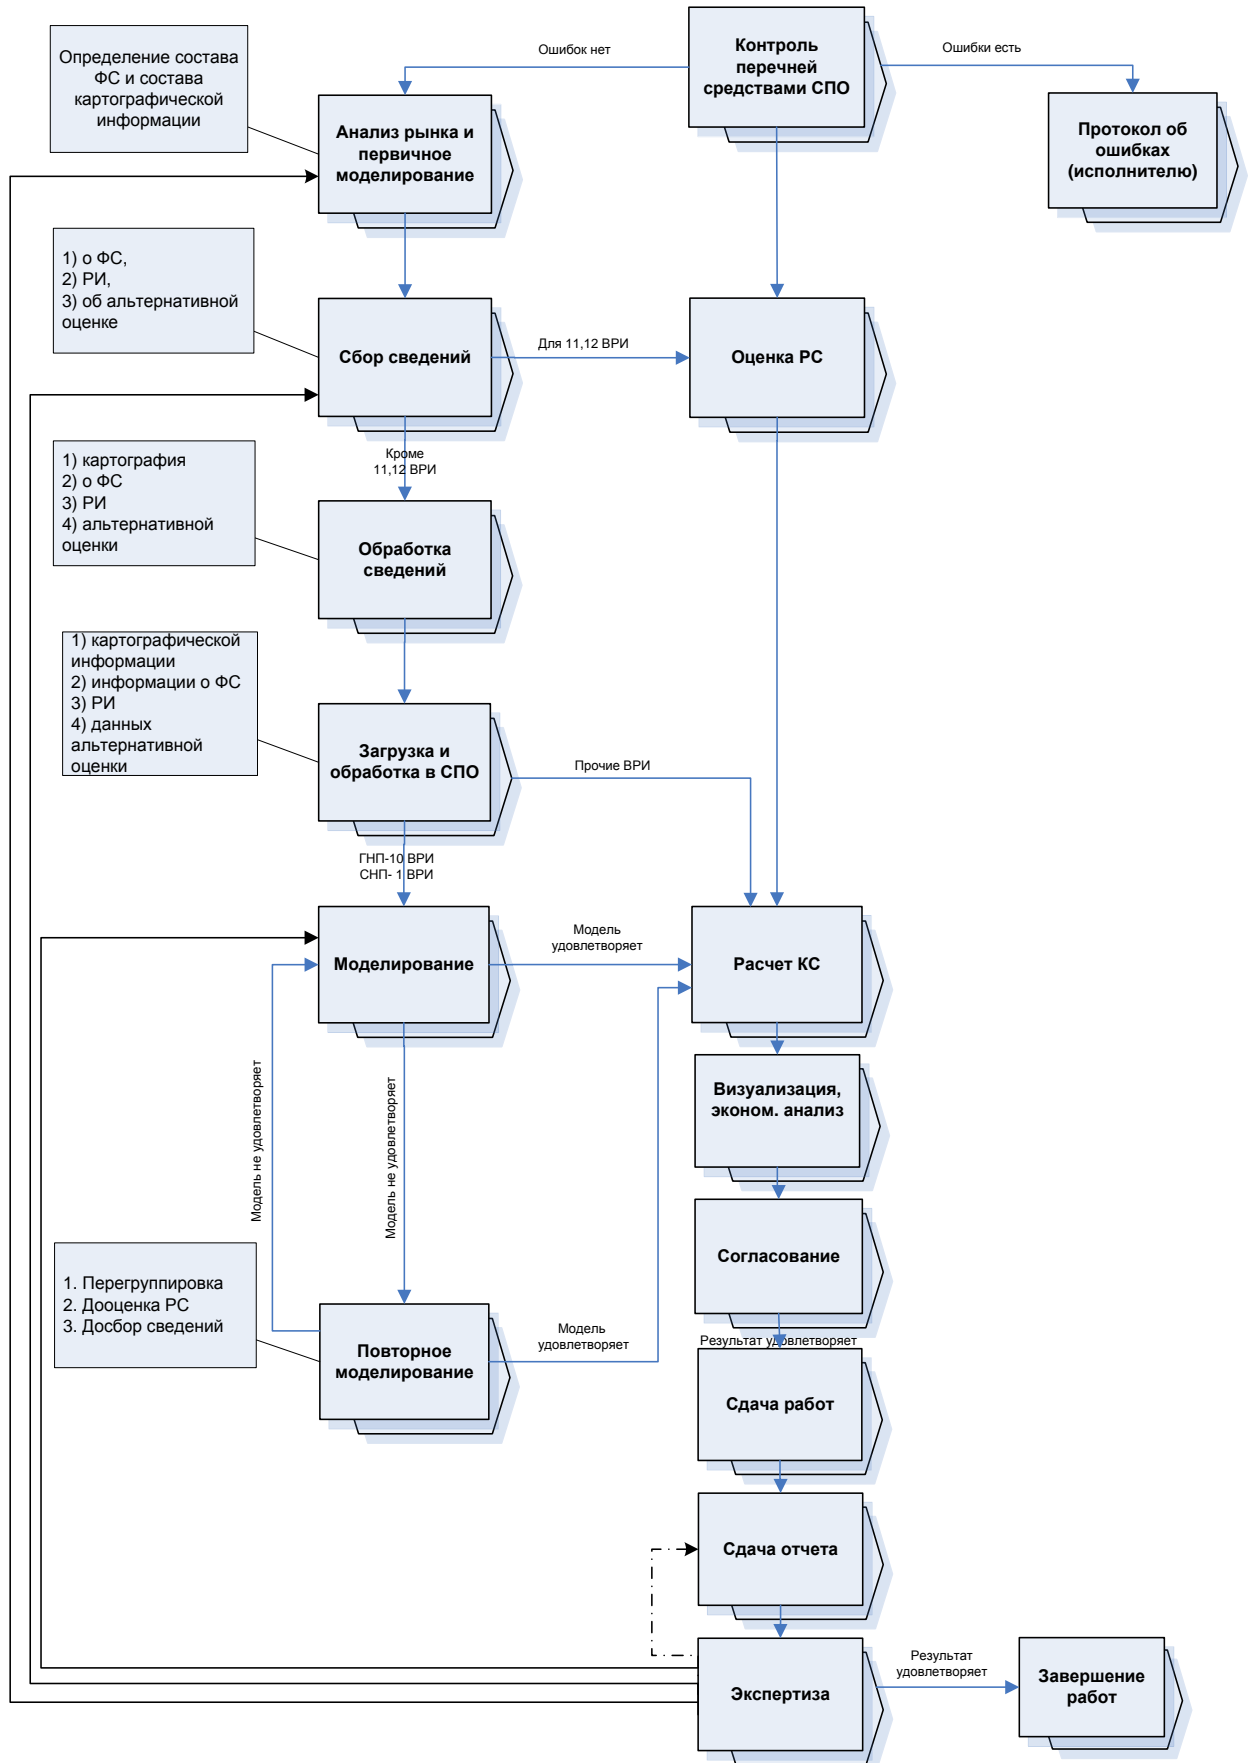 Определение состава
ФС и состава
картографической
информации
Ошибок нет
Контроль
перечней
средствами СПО
Ошибки есть
Анализ рынка и
первичное
моделирование
Протокол об
ошибках
(исполнителю)
1) о ФС,
2) РИ,
3) об альтернативной
оценке
Сбор сведений
Для 11,12 ВРИ
Оценка РС
Кроме
11,12 ВРИ
1) картография
2) о ФС
3) РИ
4) альтернативной
оценки
Обработка
сведений
1) картографической
информации
2) информации о ФС
3) РИ
4) данных
альтернативной
оценки
Загрузка и
обработка в СПО
Прочие ВРИ
ГНП-10 ВРИ
СНП- 1 ВРИ
Моделирование
Модель
удовлетворяет
Расчет КС
Визуализация,
эконом. анализ
Модель не удовлетворяет
Модель не удовлетворяет
Согласование
1. Перегруппировка
2. Дооценка РС
3. Досбор сведений
Повторное
моделирование
Модель
удовлетворяет
Результат удовлетворяет
Сдача работ
Сдача отчета
Экспертиза
Результат
удовлетворяет
Завершение
работ